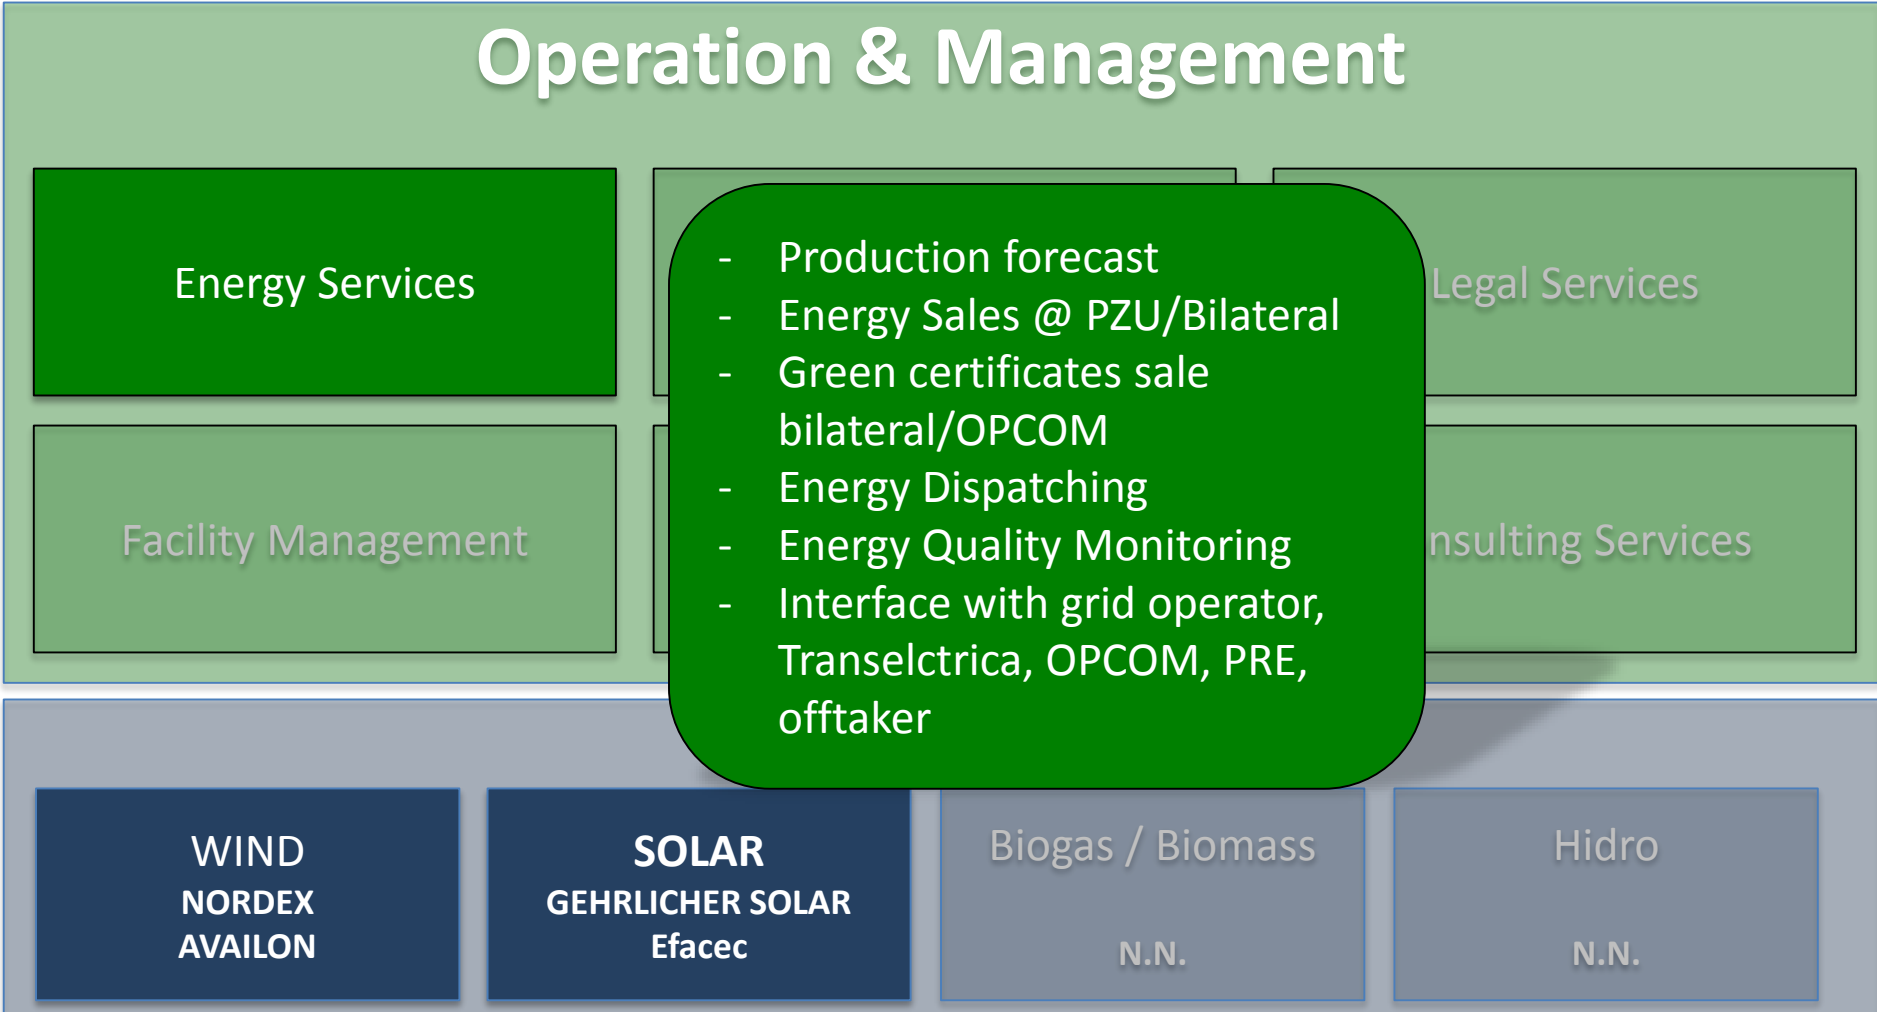 Operation & Management
Energy Services
- Production forecast
- Energy Sales @ PZU/Bilateral
- Green certificates sale
bilateral/OPCOM
- Energy Dispatching
- Energy Quality Monitoring
- Interface with grid operator,
Transelctrica, OPCOM, PRE,
offtaker
Legal Services
Facility Management
nsulting Services
WIND
NORDEX
AVAILON
SOLAR
GEHRLICHER SOLAR
Efacec
Biogas / Biomass
N.N.
Hidro
N.N.